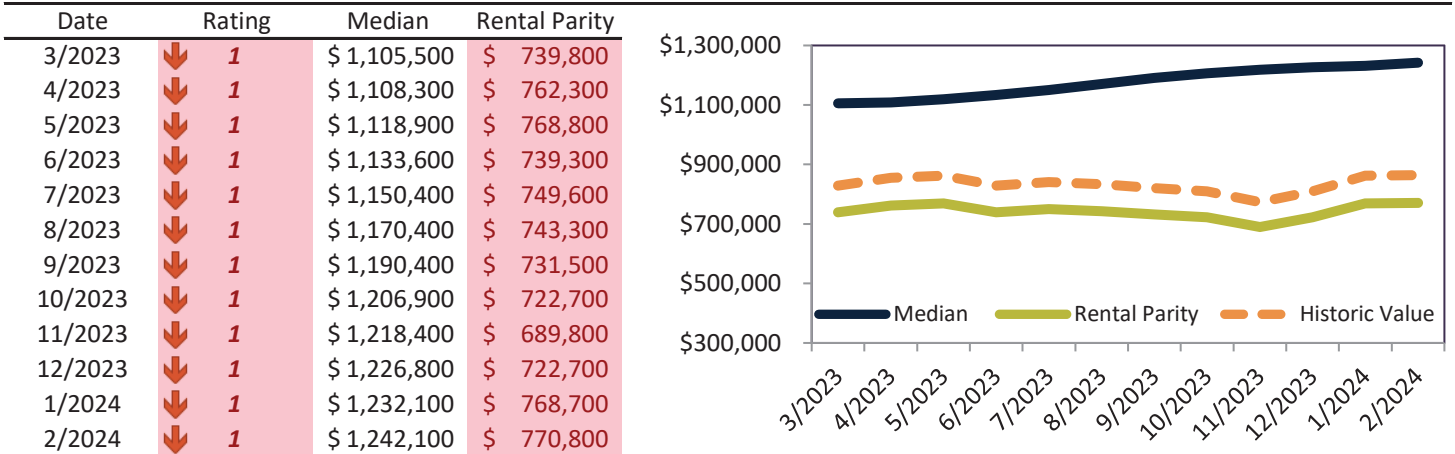 Date Rating Median Rental Parity
3/2023 1 $ 1,105,500 $ 739,800
4/2023 1 $ 1,108,300 $ 762,300
5/2023 1 $ 1,118,900 $ 768,800
6/2023 1 $ 1,133,600 $ 739,300
7/2023 1 $ 1,150,400 $ 749,600
8/2023 1 $ 1,170,400 $ 743,300
9/2023 1 $ 1,190,400 $ 731,500
10/2023 1 $ 1,206,900 $ 722,700
11/2023 1 $ 1,218,400 $ 689,800
12/2023 1 $ 1,226,800 $ 722,700
1/2024 1 $ 1,232,100 $ 768,700
2/2024 1 $ 1,242,100 $ 770,800
$1,300,000
$1,100,000
$900,000
$700,000
$500,000
$300,000
Median Rental Parity Historic Value
3/2023 4/2023 5/2023 6/2023 7/2023 8/2023 9/2023 10/2023 11/2023 12/2023 1/2024 2/2024